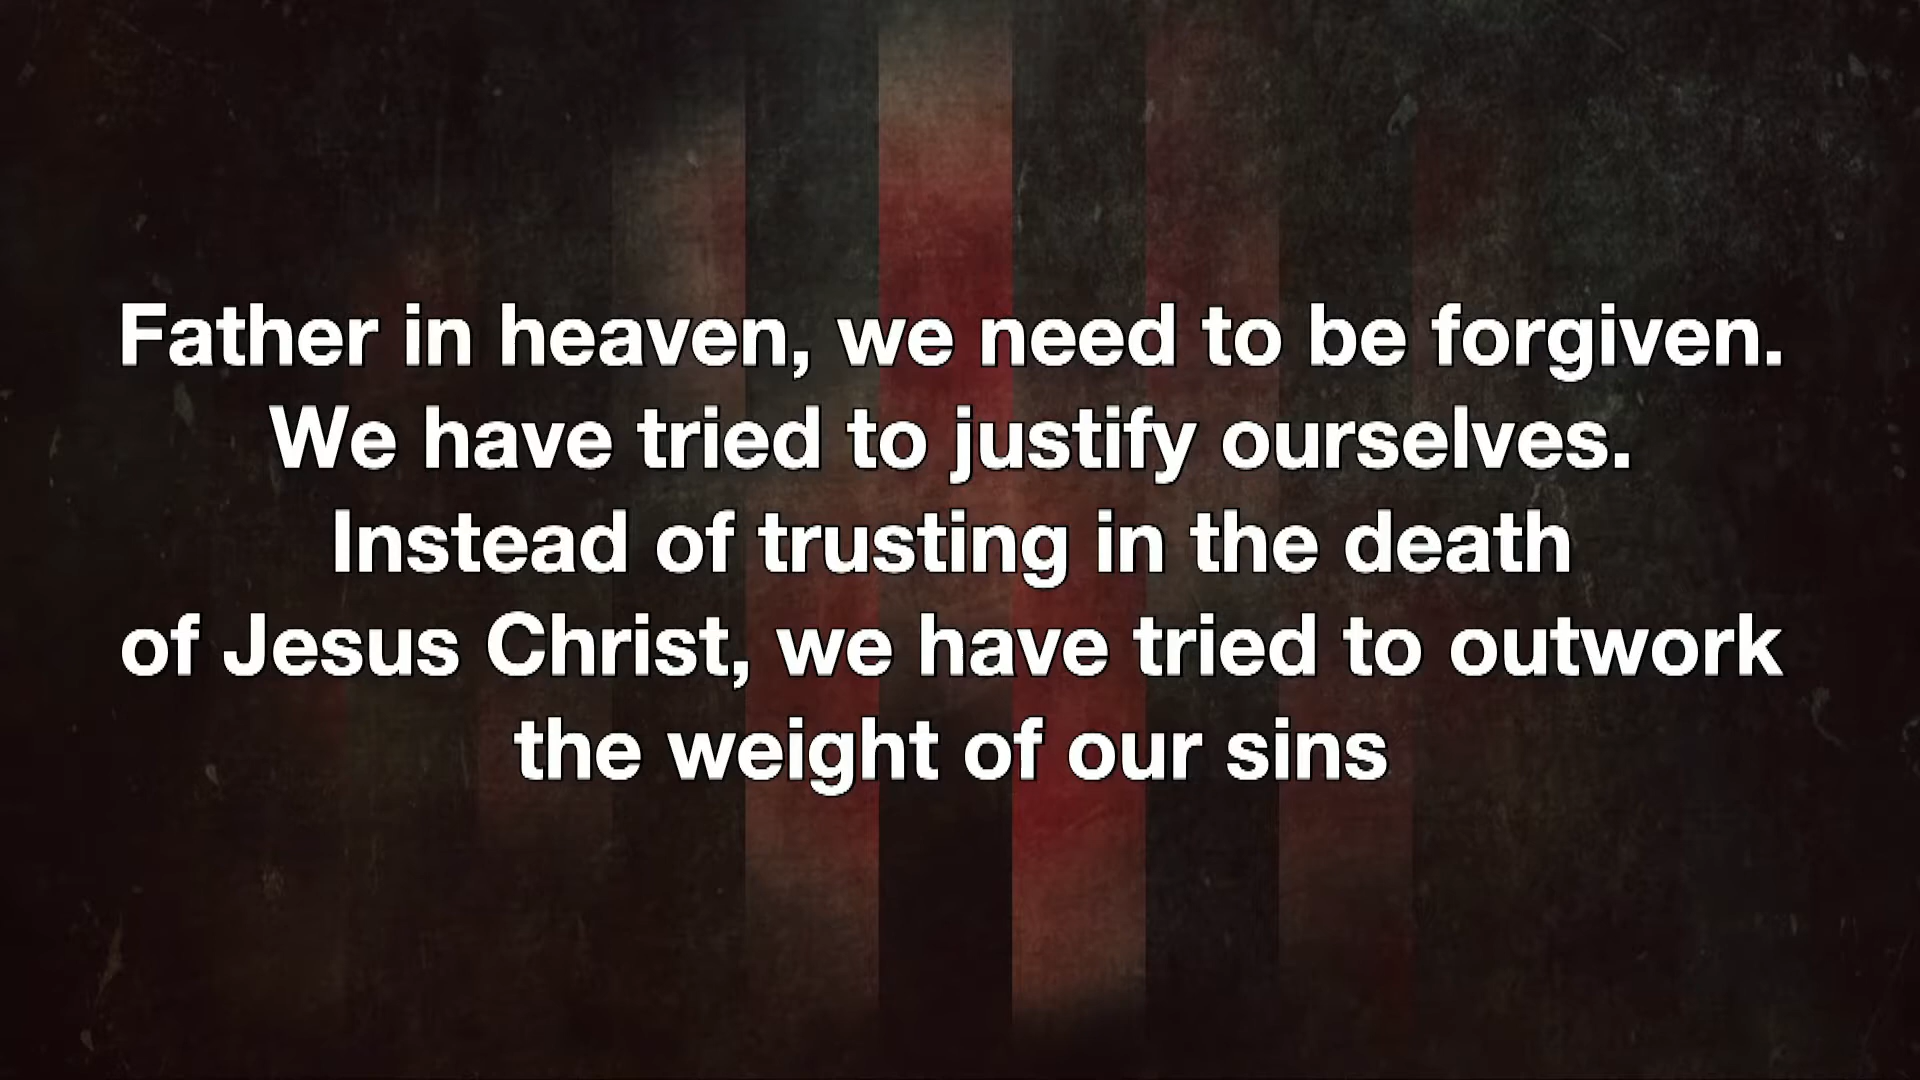 Father in heaven, we need to be forgiven.
We have tried to justify ourselves.
Instead of trusting in the death
of Jesus Christ, we have tried to outwork
the weight of our sins